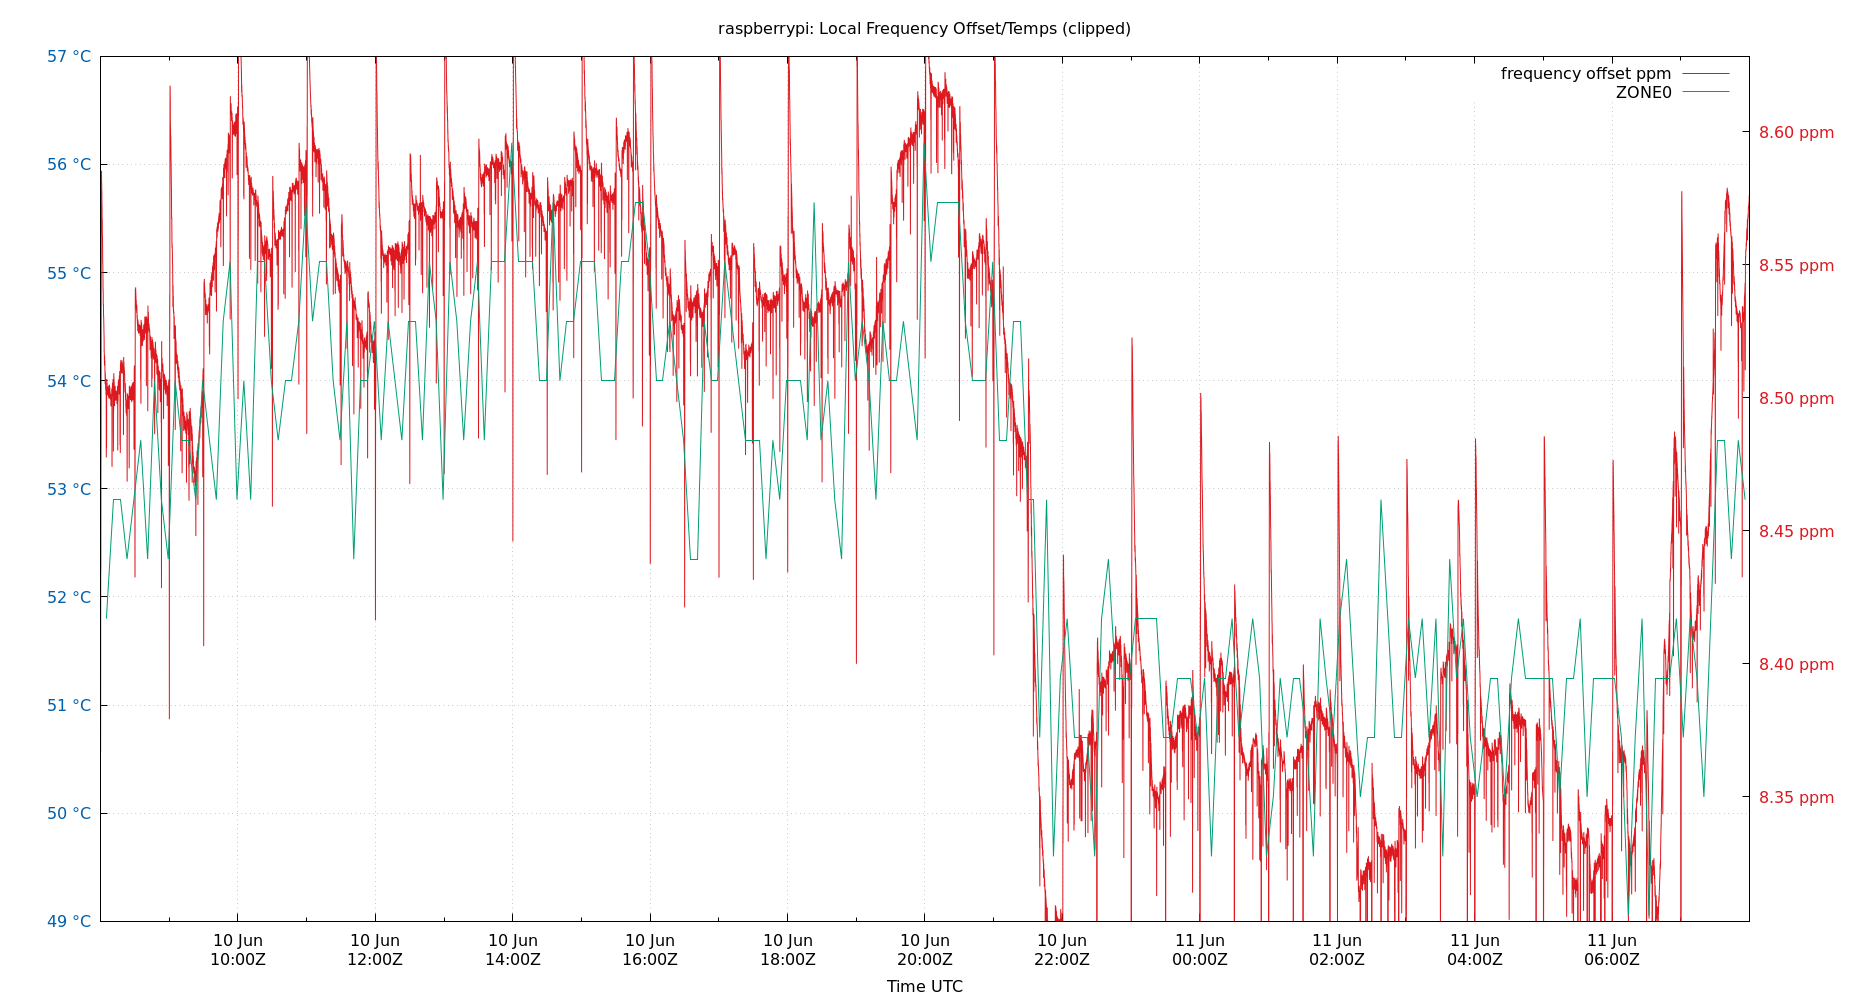 raspberrypi: Local Frequency Offset/Temps (clipped)
frequency offset ppm
ZONE0
57 °C
56 °C
55 °C
54 °C
53 °C
52 °C
51 °C
50 °C
49 °C
8.60 ppm
8.55 ppm
8.50 ppm
8.45 ppm
8.40 ppm
8.35 ppm
10 Jun
10:00Z
10 Jun
12:00Z
10 Jun
14:00Z
10 Jun
16:00Z
10 Jun
18:00Z
10 Jun
20:00Z
10 Jun
22:00Z
11 Jun
00:00Z
11 Jun
02:00Z
11 Jun
04:00Z
11 Jun
06:00Z
Time UTC